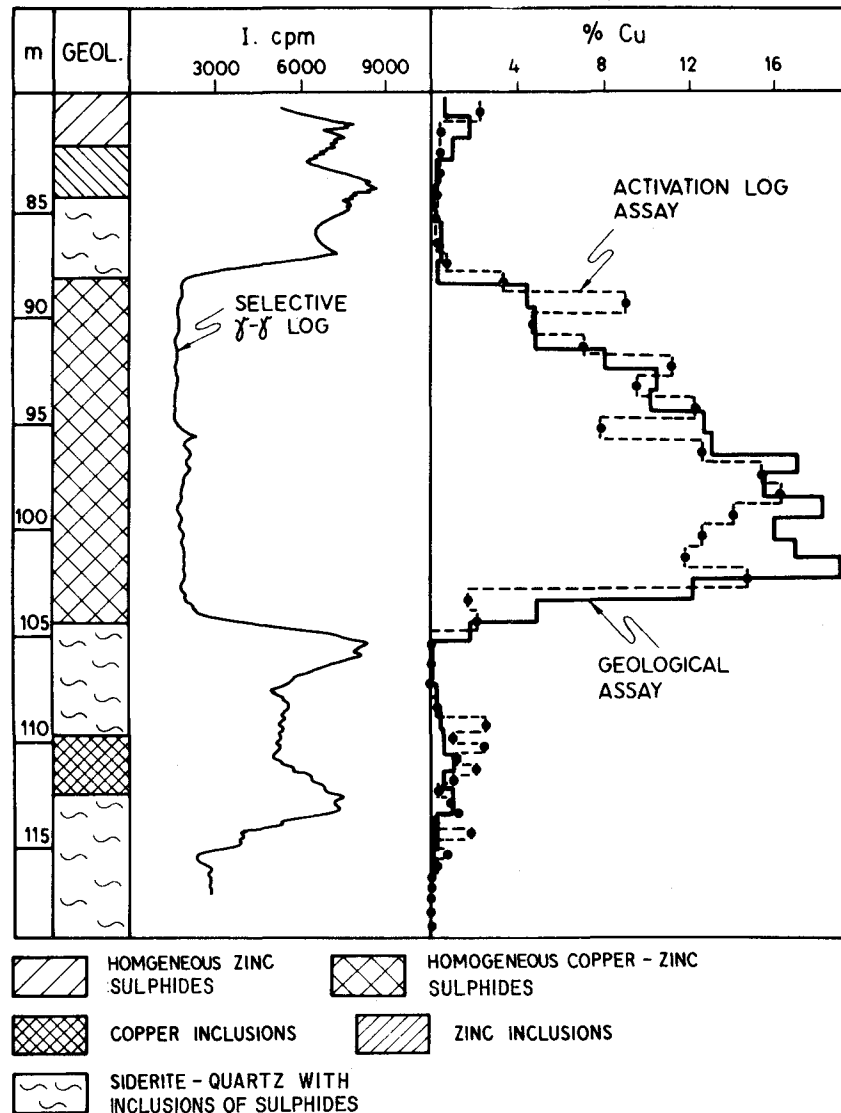 m
GEOL.
I. cpm
3000 6000 9000
% Cu
4 8 12 16
85
90
95
100
105
110
115
ACTIVATION LOG
ASSAY
SELECTIVE
γ-γ LOG
GEOLOGICAL
ASSAY
HOMGENEOUS ZINC
SULPHIDES
HOMOGENEOUS COPPER - ZINC
SULPHIDES
COPPER INCLUSIONS
ZINC INCLUSIONS
SIDERITE - QUARTZ WITH
INCLUSIONS OF SULPHIDES